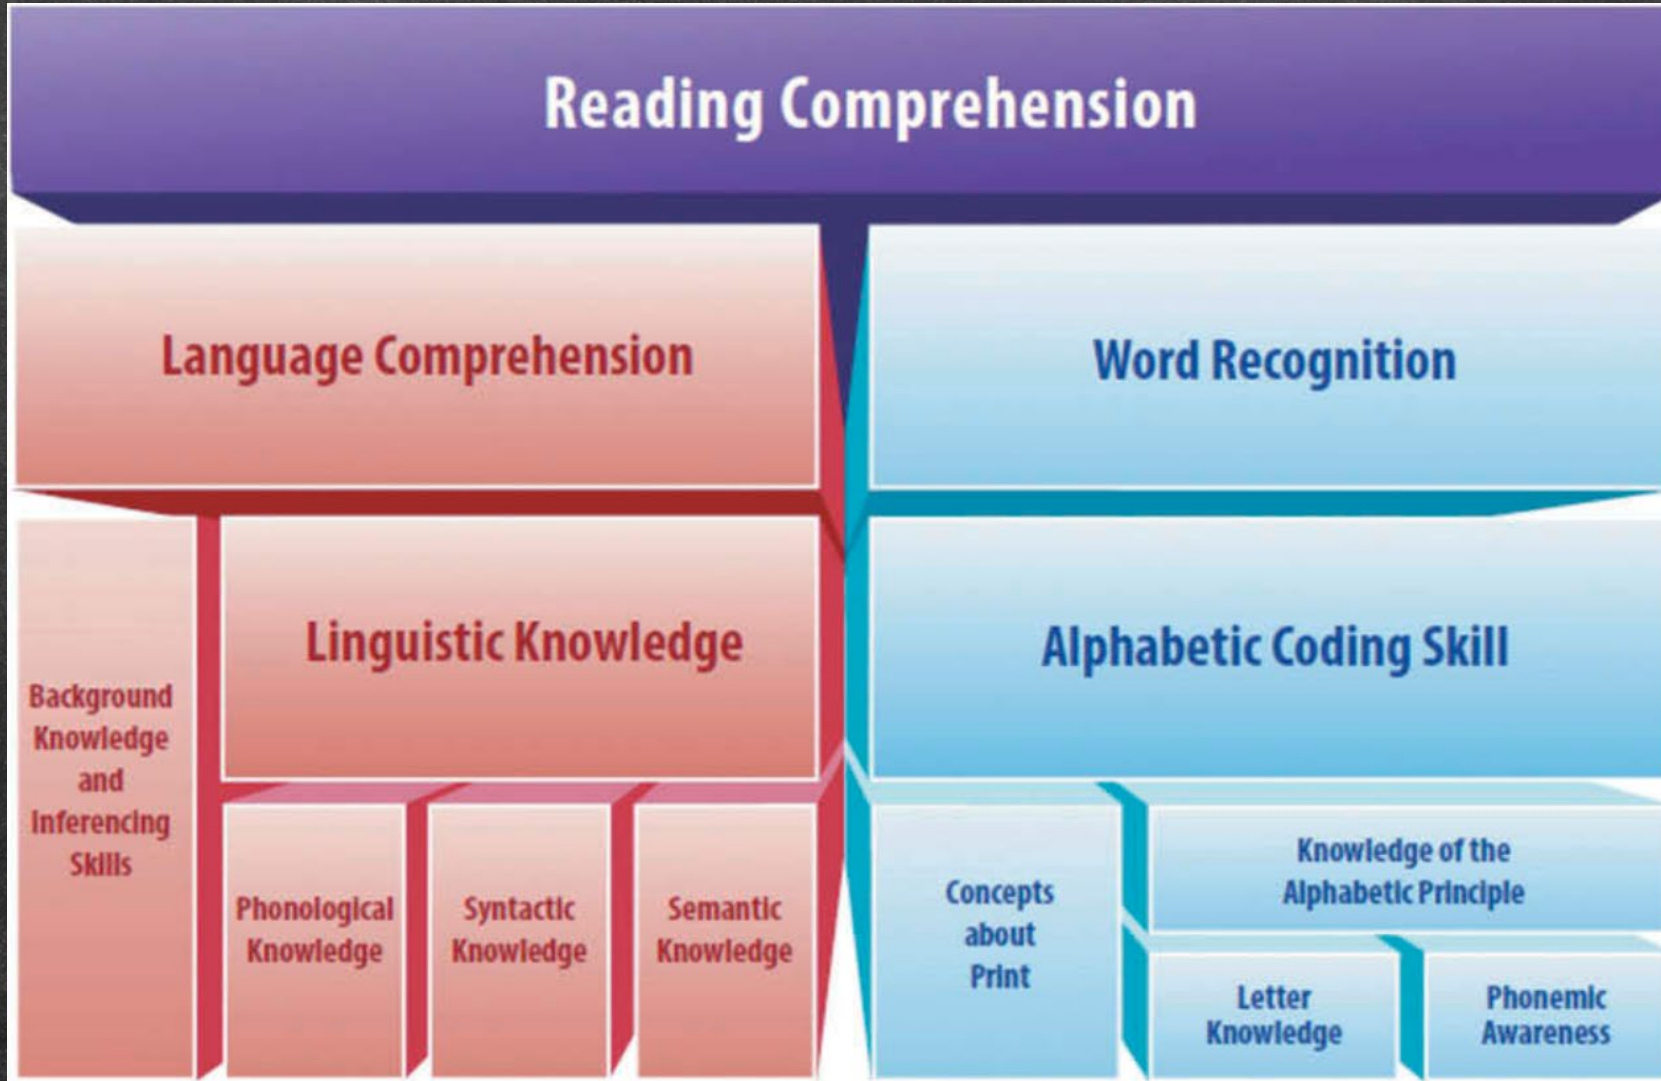 Reading Comprehension
Language Comprehension
Word Recognition
Background
Knowledge
and
Inferencing
Skills
Linguistic Knowledge
Phonological
Knowledge
Syntactic
Knowledge
Semantic
Knowledge
Alphabetic Coding Skill
Concepts
about
Print
Knowledge of the
Alphabetic Principle
Letter
Knowledge
Phonemic
Awareness